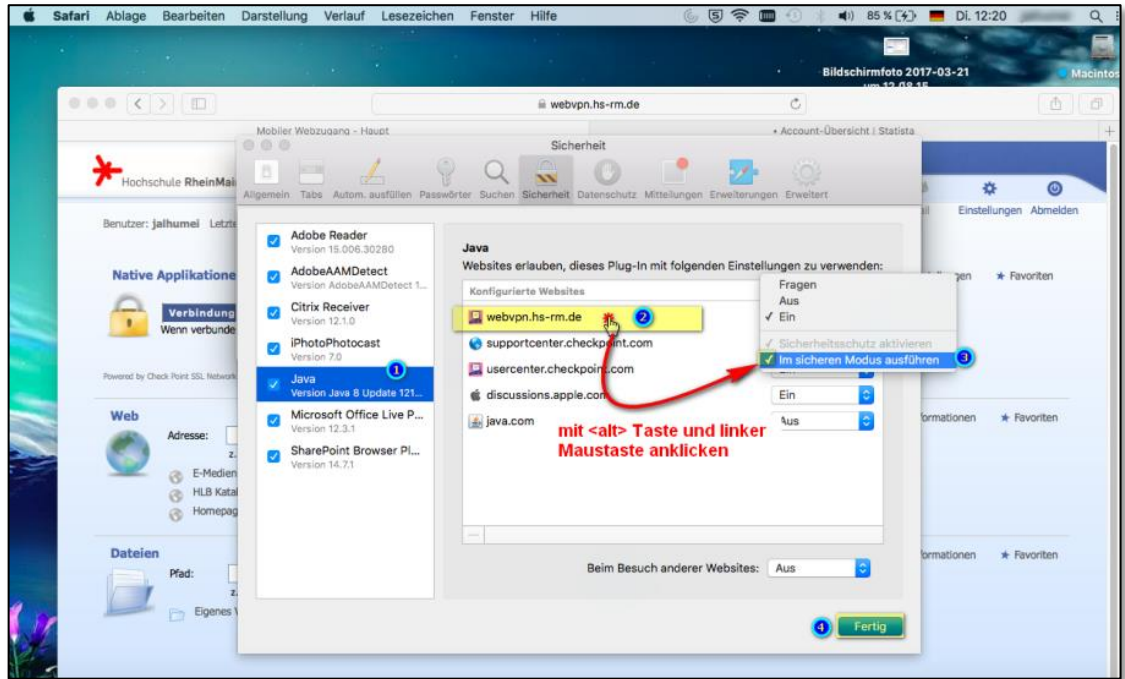 Safari Ablage Bearbeiten Darstellung Verlauf Lesezeichen Fenster Hilfe
85 % Di. 12:20
Bildschirmfoto 2017-03-21
Macintos
webvpn.hs-rm.de
Mobiler Webzugang - Haupt
• Account-Übersicht | Statista
Sicherheit
Hochschule RheinMai
Allgemein Tabs Autom. ausfüllen Passwörter Suchen Sicherheit Datenschutz Mitteilungen Erweiterungen Erweitert
Einstellungen Abmelden
Benutzer: jalhumei Letzte
Adobe Reader
Version 15.006.30280
AdobeAAMDetect
Version AdobeAAMDetect 1...
Citrix Receiver
Version 12.1.0
iPhotoPhotocast
Version 7.0
Java
Version Java 8 Update 121...
Microsoft Office Live P...
Version 12.3.1
SharePoint Browser Pl...
Version 14.7.1
Java
Websites erlauben, dieses Plug-In mit folgenden Einstellungen zu verwenden:
Konfigurierte Websites
webvpn.hs-rm.de
supportcenter.checkpoint.com
usercenter.checkpoint.com
discussions.apple.com Ein
java.com Aus
Fragen
Aus
✓ Ein
✓ Sicherheitsschutz aktivieren
✓ Im sicheren Modus ausführen
1
2
3
4
mit <alt> Taste und linker
Maustaste anklicken
Beim Besuch anderer Websites: Aus
Fertig
Native Applikatione
Verbindung
Wenn verbunde
Powered by Check Point SSL Network
Favoriten
Web
Adresse:
z.
E-Medien
HLB Kata
Homepag
formationen Favoriten
Dateien
Pfad:
z.
Eigenes V
formationen Favoriten